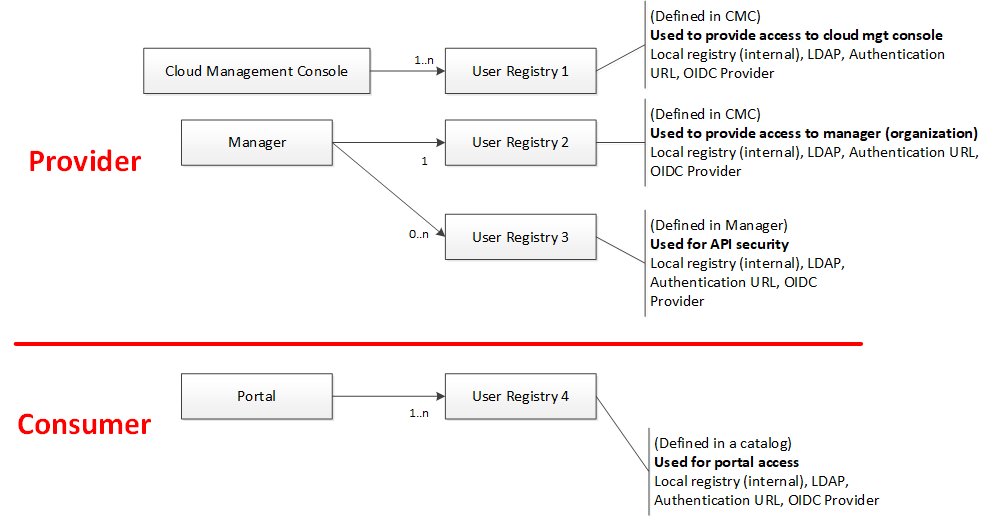 Cloud Management Console
1..n
User Registry 1
(Defined in CMC)
Used to provide access to cloud mgt console
Local registry (internal), LDAP, Authentication
URL, OIDC Provider
Provider
Manager
1
User Registry 2
(Defined in CMC)
Used to provide access to manager (organization)
Local registry (internal), LDAP, Authentication URL,
OIDC Provider
0..n
User Registry 3
(Defined in Manager)
Used for API security
Local registry (internal), LDAP,
Authentication URL, OIDC
Provider
Consumer
Portal
1..n
User Registry 4
(Defined in a catalog)
Used for portal access
Local registry (internal), LDAP,
Authentication URL, OIDC Provider